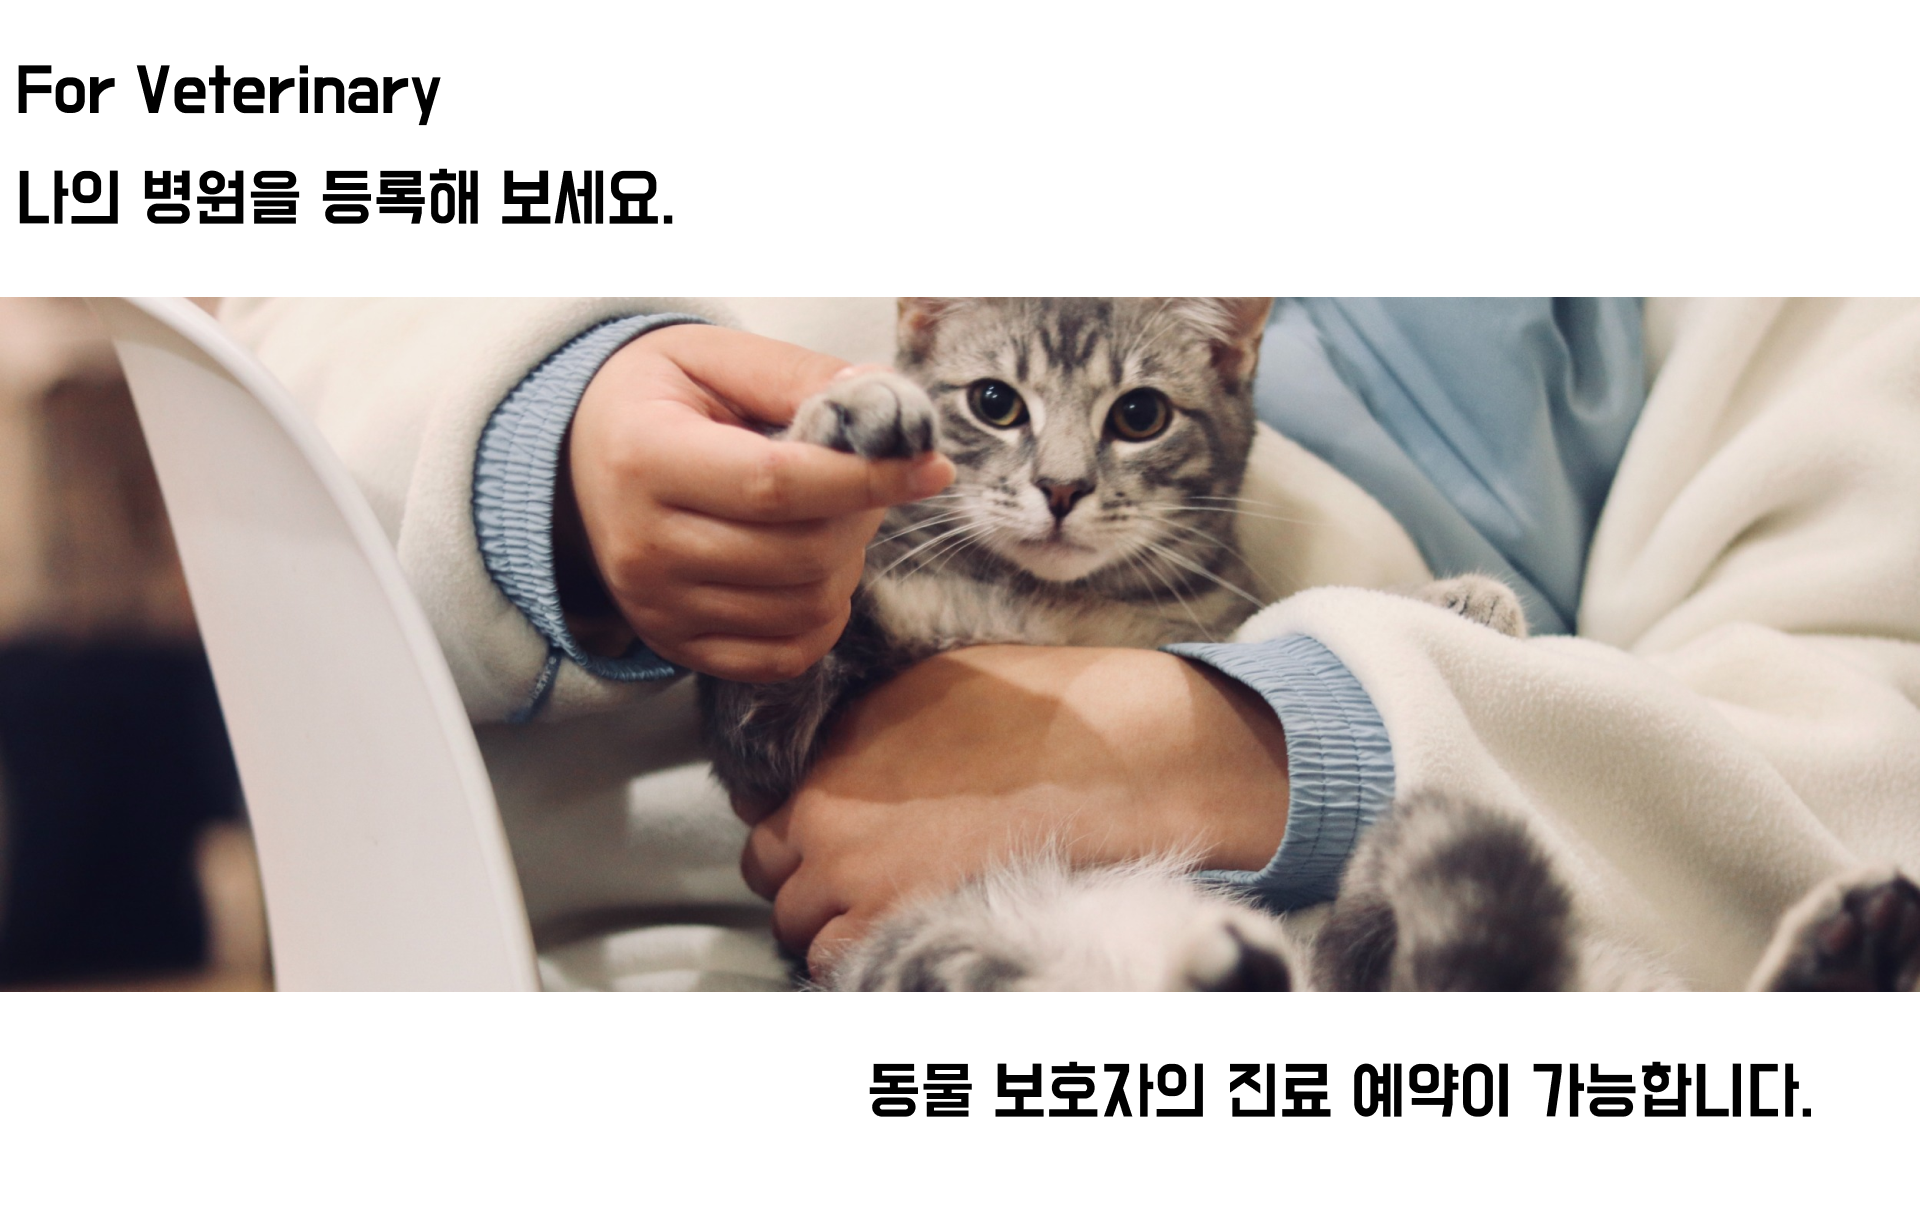 For Veterinary
나의 병원을 등록해 보세요.
동물 보호자의 진료 예약이 가능합니다.